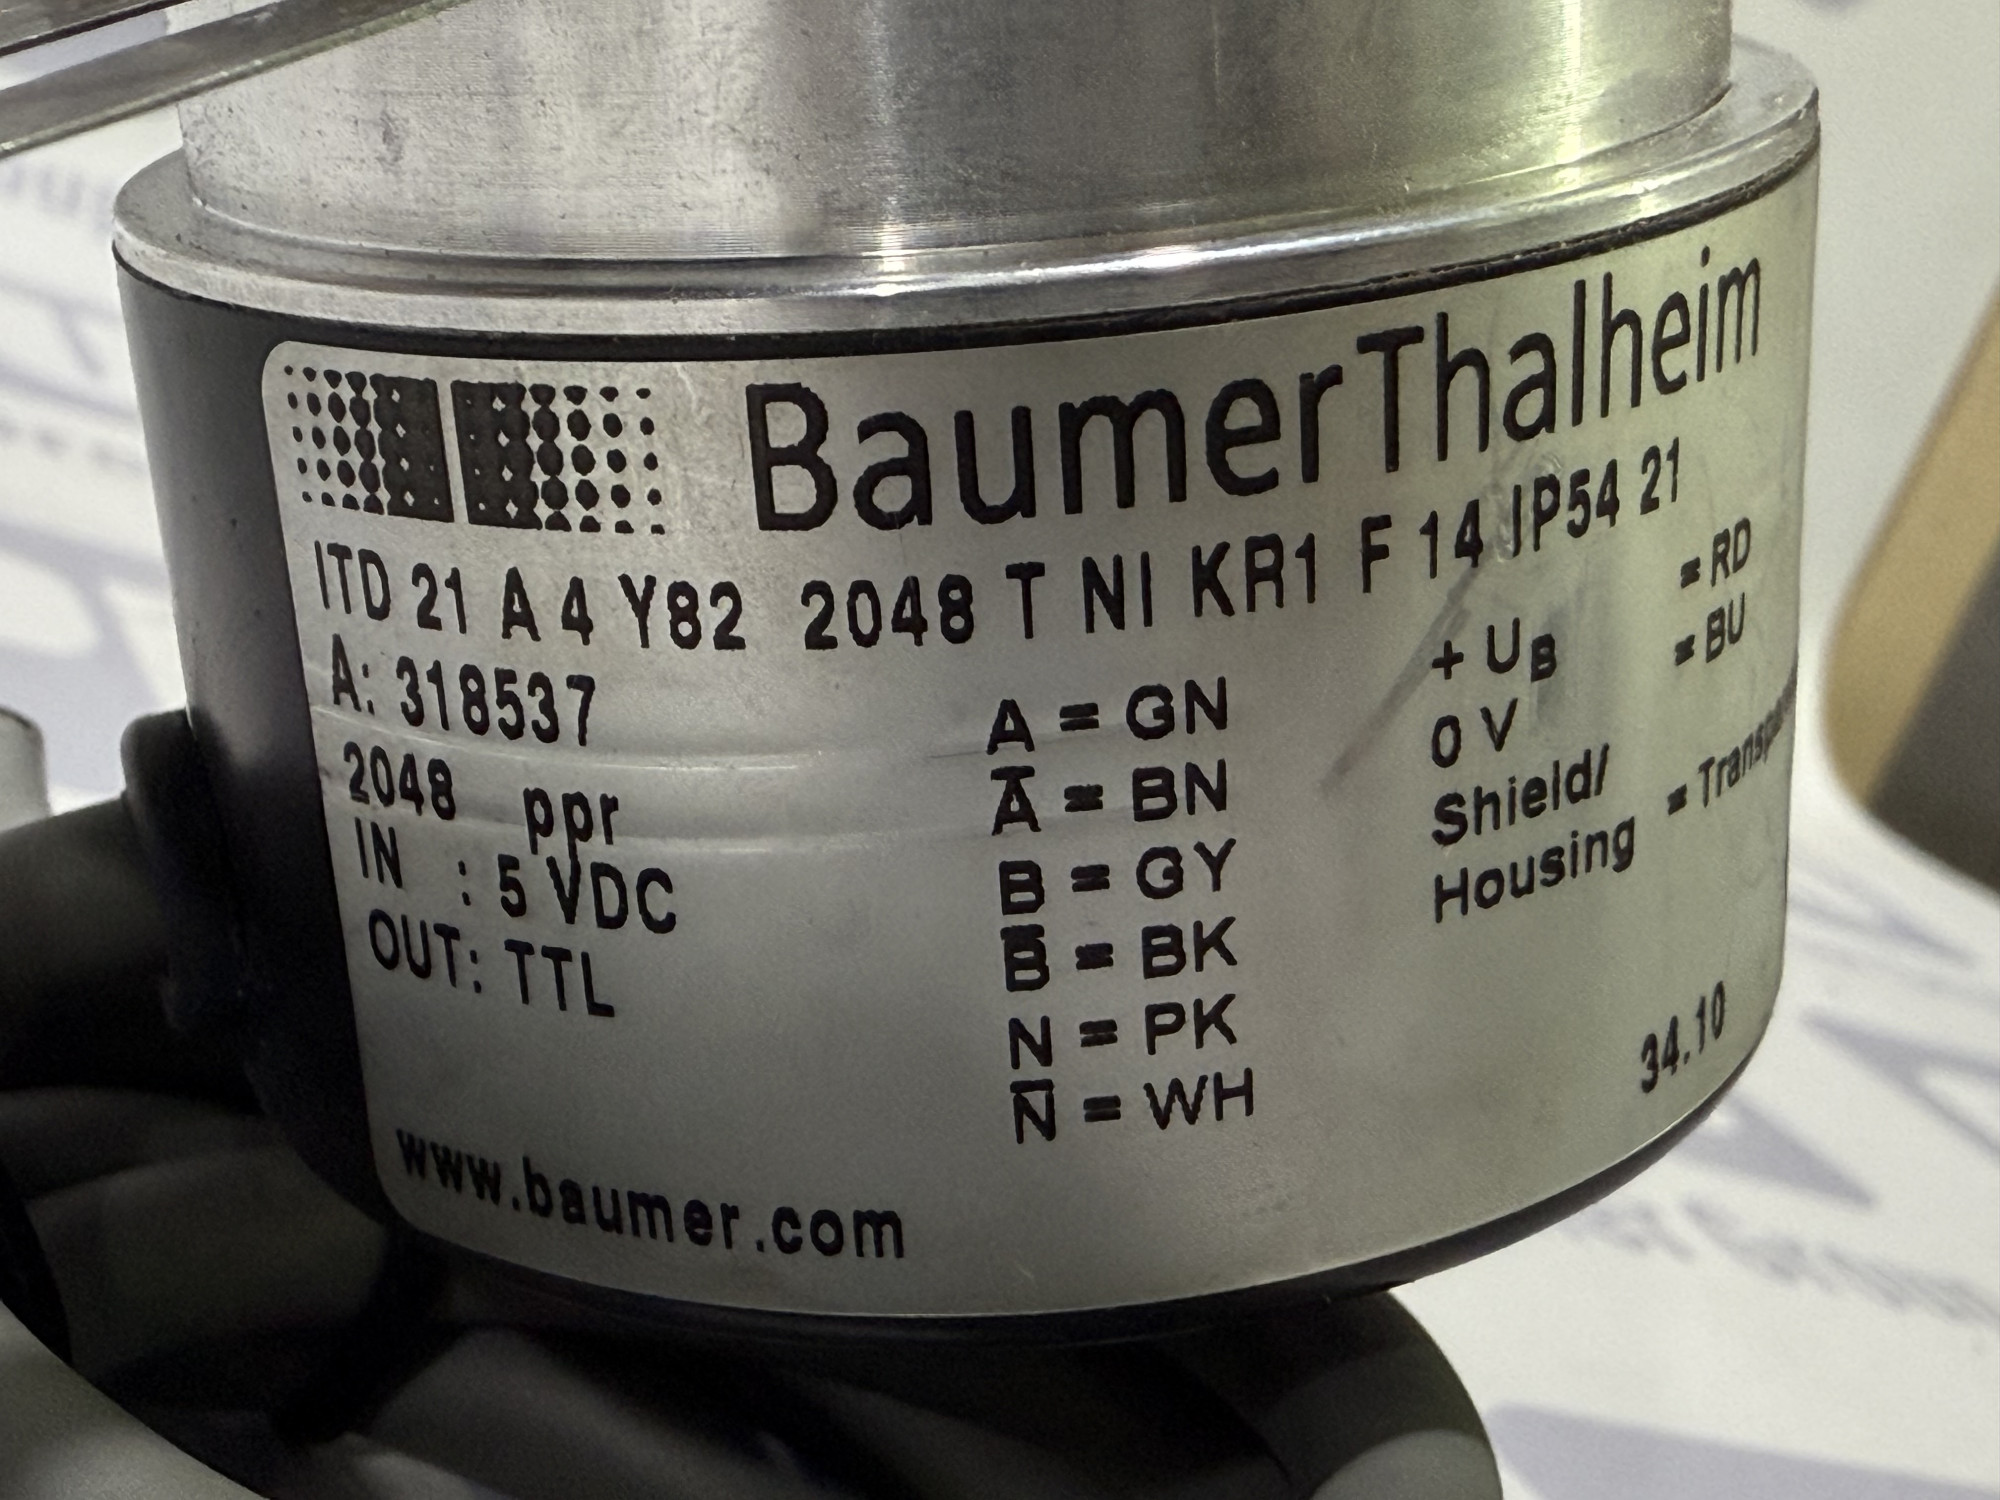 BaumerThalheim
ITD 21 A 4 Y82 2048 T NI KR1 F 14 IP54 21
A: 318537
2048 ppr
IN : 5 VDC
OUT: TTL
A = GN
A̅ = BN
B = GY
B̅ = BK
N = PK
N̅ = WH
+ UB = RD
0 V = BU
Shield/
Housing =
34.10
www.baumer.com